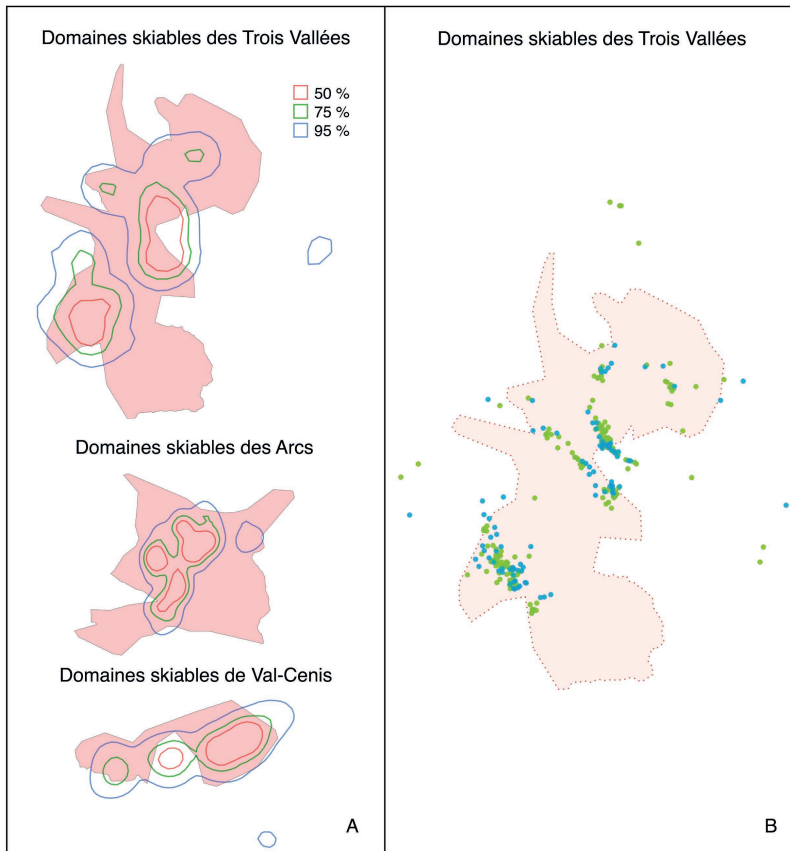 Domaines skiables des Trois Vallées
50 %
75 %
95 %
Domaines skiables des Arcs
Domaines skiables de Val-Cenis
A
Domaines skiables des Trois Vallées
B